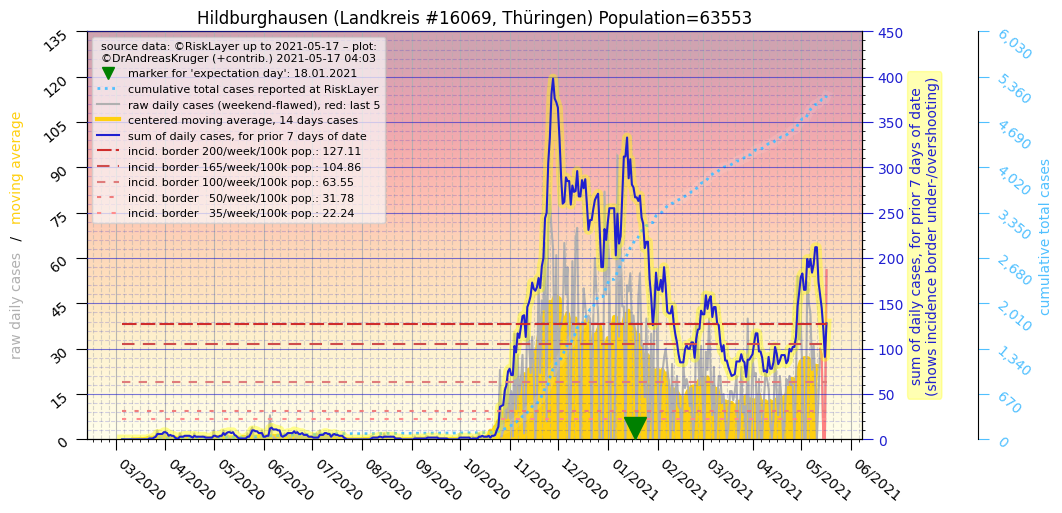 Hildburghausen (Landkreis #16069, Thüringen) Population=63553
source data: ©RiskLayer up to 2021-05-17 – plot:
©DrAndreasKruger (+contrib.) 2021-05-17 04:03
marker for 'expectation day': 18.01.2021
cumulative total cases reported at RiskLayer
raw daily cases (weekend-flawed), red: last 5
centered moving average, 14 days cases
sum of daily cases, for prior 7 days of date
incid. border 200/week/100k pop.: 127.11
incid. border 165/week/100k pop.: 104.86
incid. border 100/week/100k pop.: 63.55
incid. border 50/week/100k pop.: 31.78
incid. border 35/week/100k pop.: 22.24
raw daily cases / moving average
135
120
105
90
75
60
45
30
15
0
450
400
350
300
250
200
150
100
50
0
sum of daily cases, for prior 7 days of date
(shows incidence border under-/overshooting)
6,030
5,360
4,690
4,020
3,350
2,680
2,010
1,340
670
0
cumulative total cases
03/2020
04/2020
05/2020
06/2020
07/2020
08/2020
09/2020
10/2020
11/2020
12/2020
01/2021
02/2021
03/2021
04/2021
05/2021
06/2021